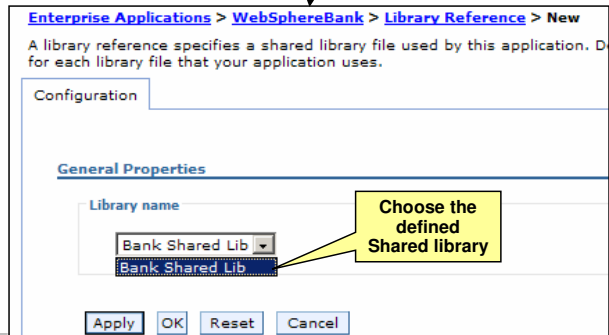 Enterprise Applications > WebSphereBank > Library Reference > New
A library reference specifies a shared library file used by this application.
for each library file that your application uses.
Configuration
General Properties
Library name
Choose the
defined
Shared library
Bank Shared Lib
Bank Shared Lib
Apply OK Reset Cancel